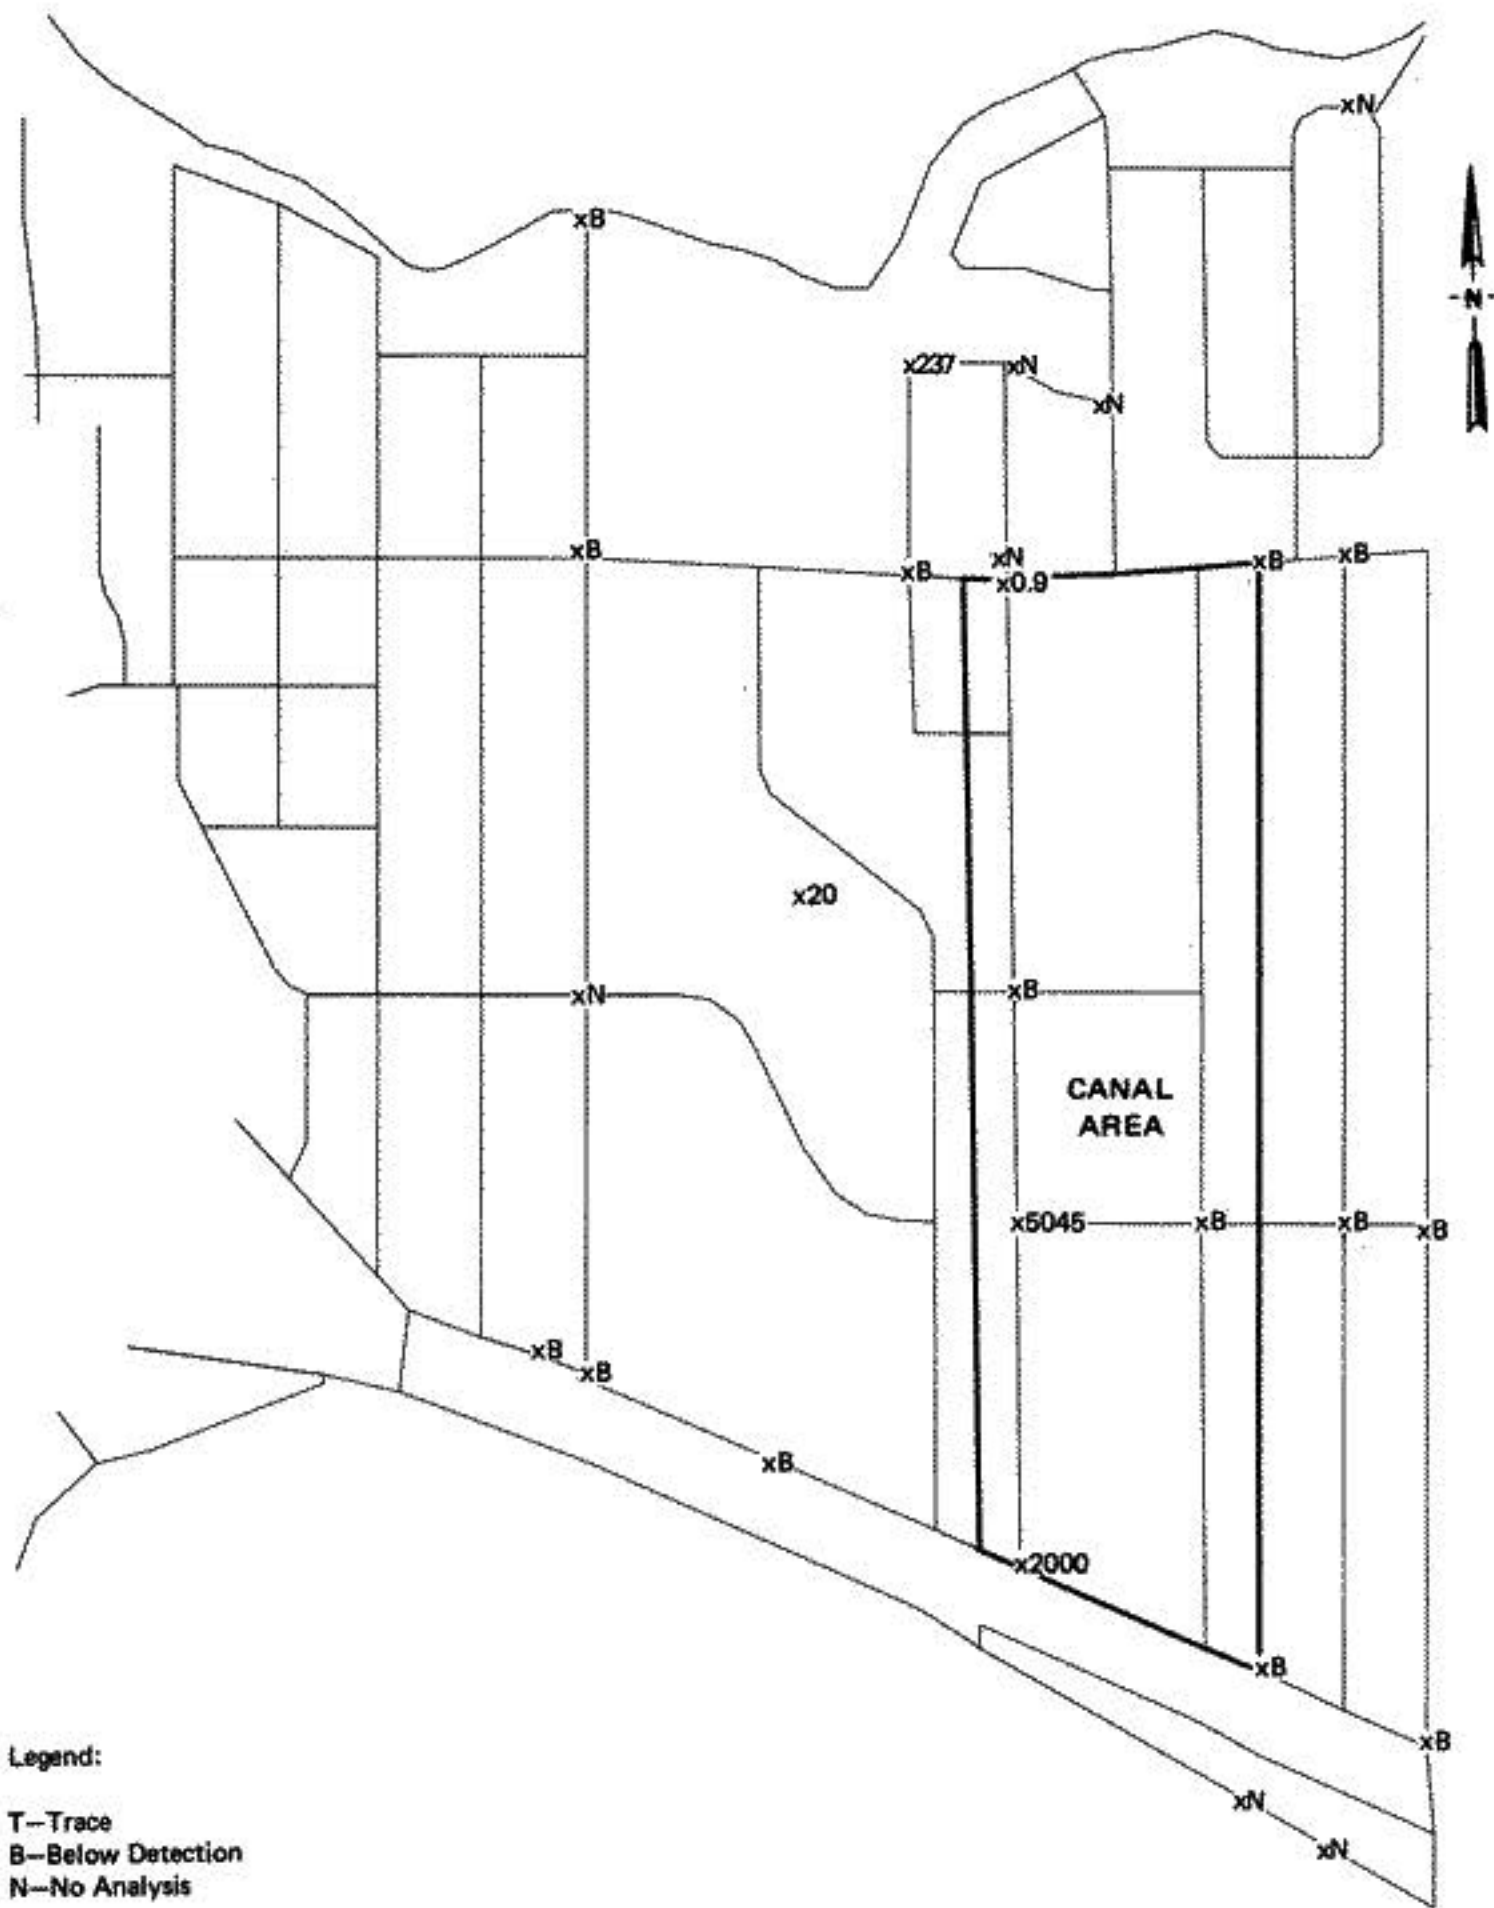 xN
xB
-N-
x237
xN
xN
xB
xN
xB
xB
xB
x0.9
x20
xB
xN
CANAL
AREA
x5045
xB
xB
xB
xB
xB
xB
x2000
xB
xB
Legend:
xN
T—Trace
xN
B—Below Detection
N—No Analysis